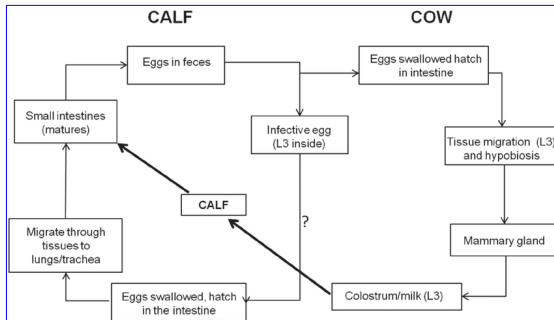 CALF
COW
Eggs in feces
Eggs swallowed hatch
in intestine
Small intestines
(matures)
Infective egg
(L3 inside)
Tissue migration (L3)
and hypobiosis
CALF
?
Migrate through
tissues to
lungs/trachea
Mammary gland
Eggs swallowed, hatch
in the intestine
Colostrum/milk (L3)